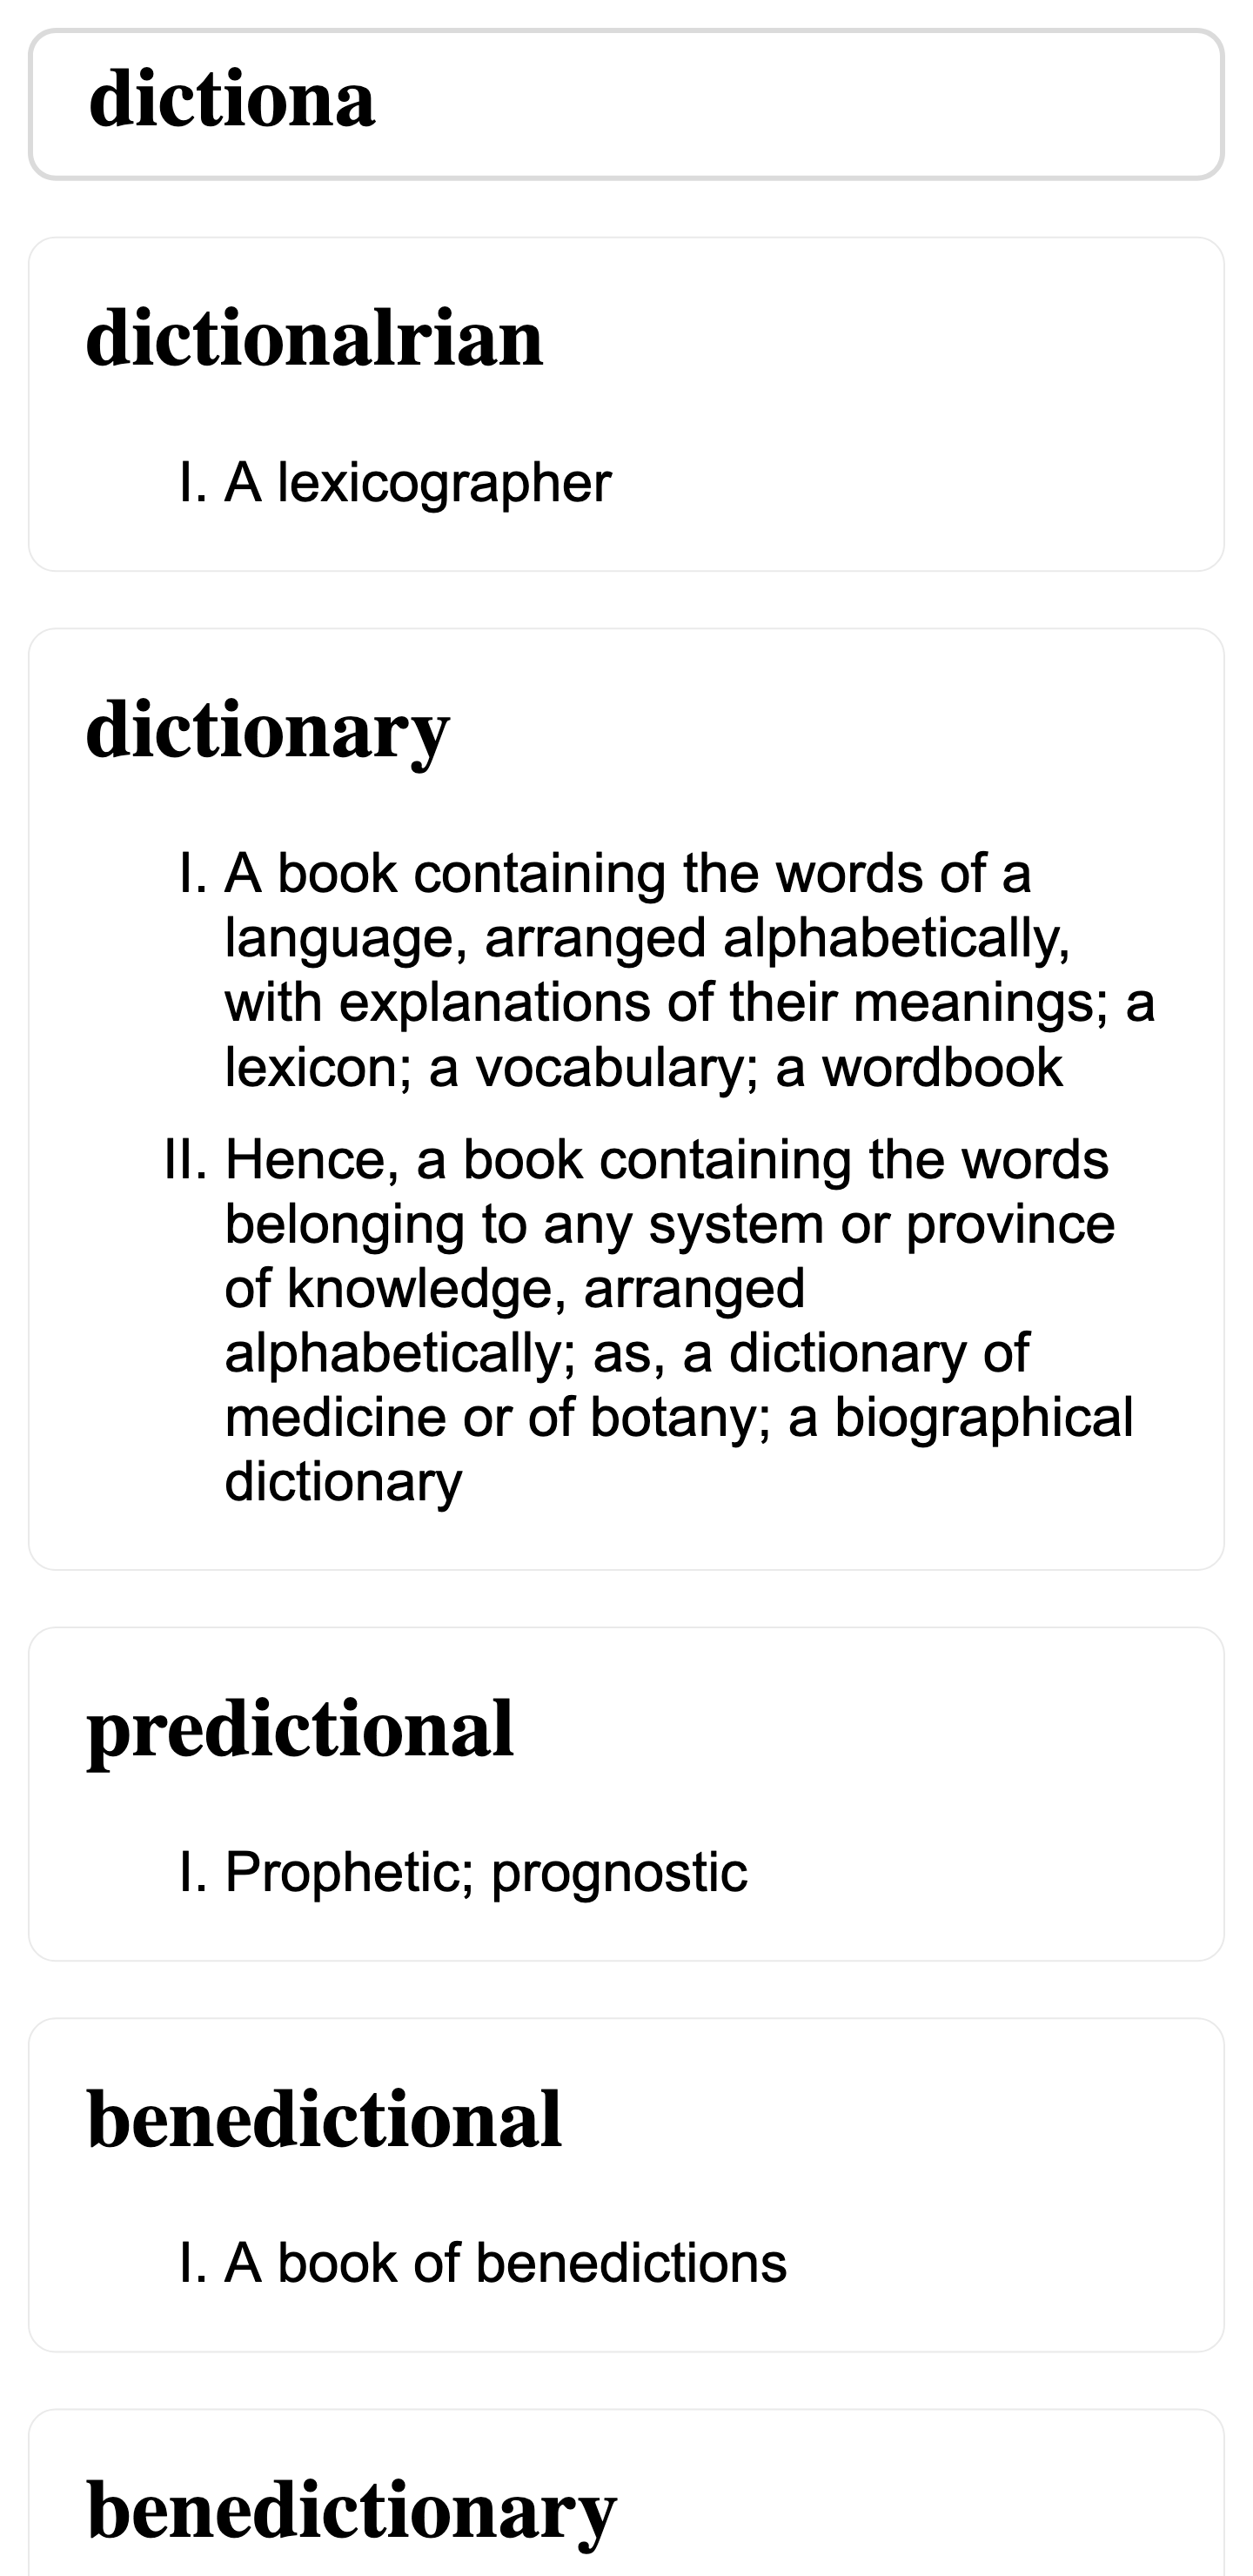 dictiona
dictionalrian
I. A lexicographer
dictionary
I. A book containing the words of a
language, arranged alphabetically,
with explanations of their meanings; a
lexicon; a vocabulary; a wordbook
II. Hence, a book containing the words
belonging to any system or province
of knowledge, arranged
alphabetically; as, a dictionary of
medicine or of botany; a biographical
dictionary
predictional
I. Prophetic; prognostic
benedictional
I. A book of benedictions
benedictionary